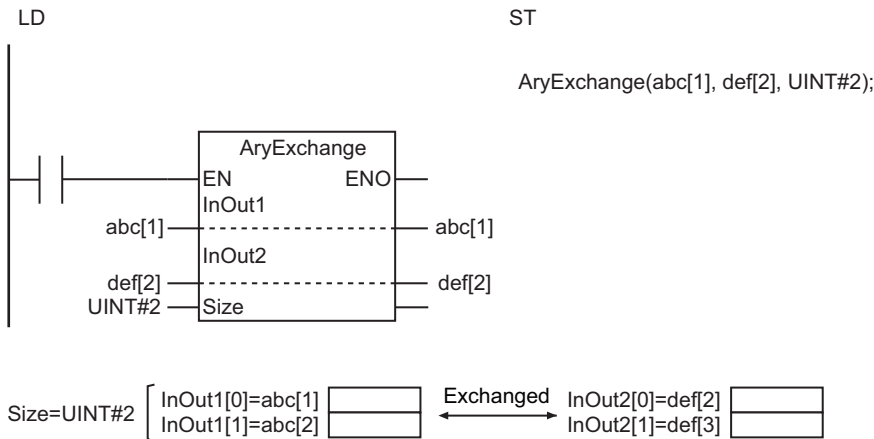 LD
ST
AryExchange(abc[1], def[2], UINT#2);
AryExchange
EN ENO
InOut1
abc[1] abc[1]
InOut2
def[2] def[2]
UINT#2 Size
Size=UINT#2
InOut1[0]=abc[1] Exchanged InOut2[0]=def[2]
InOut1[1]=abc[2] InOut2[1]=def[3]